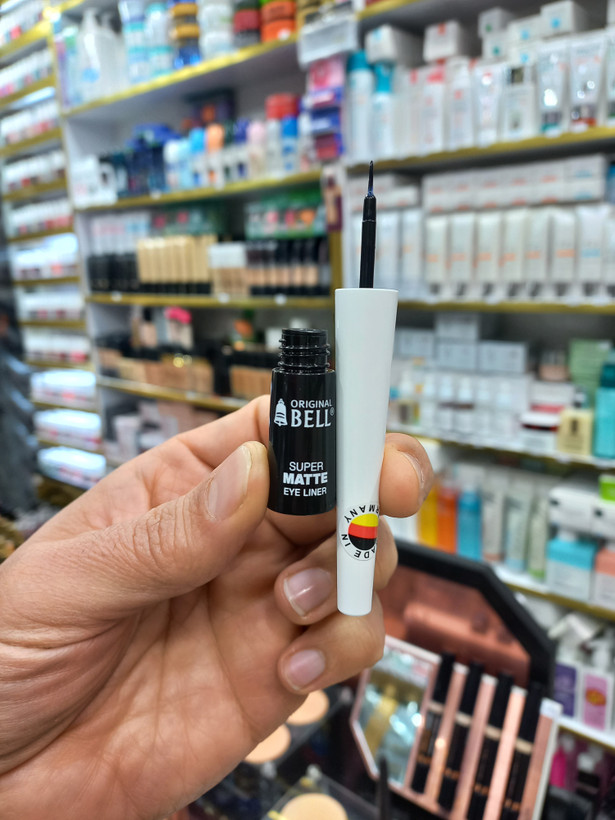 ORIGINAL
BELL®
SUPER
MATTE
EYE LINER
MADE IN
GERMANY